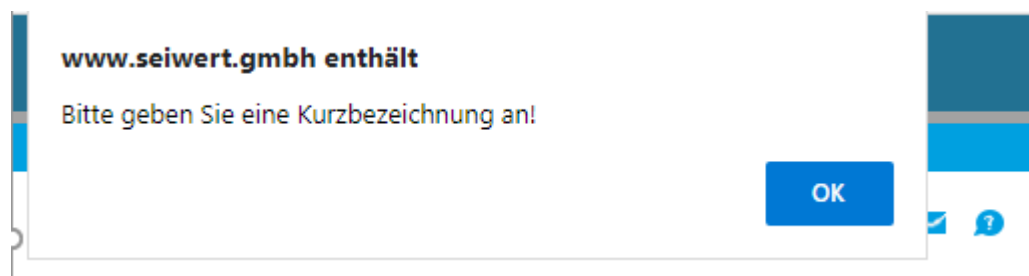 www.seiwert.gmbh enthält
Bitte geben Sie eine Kurzbezeichnung an!
OK